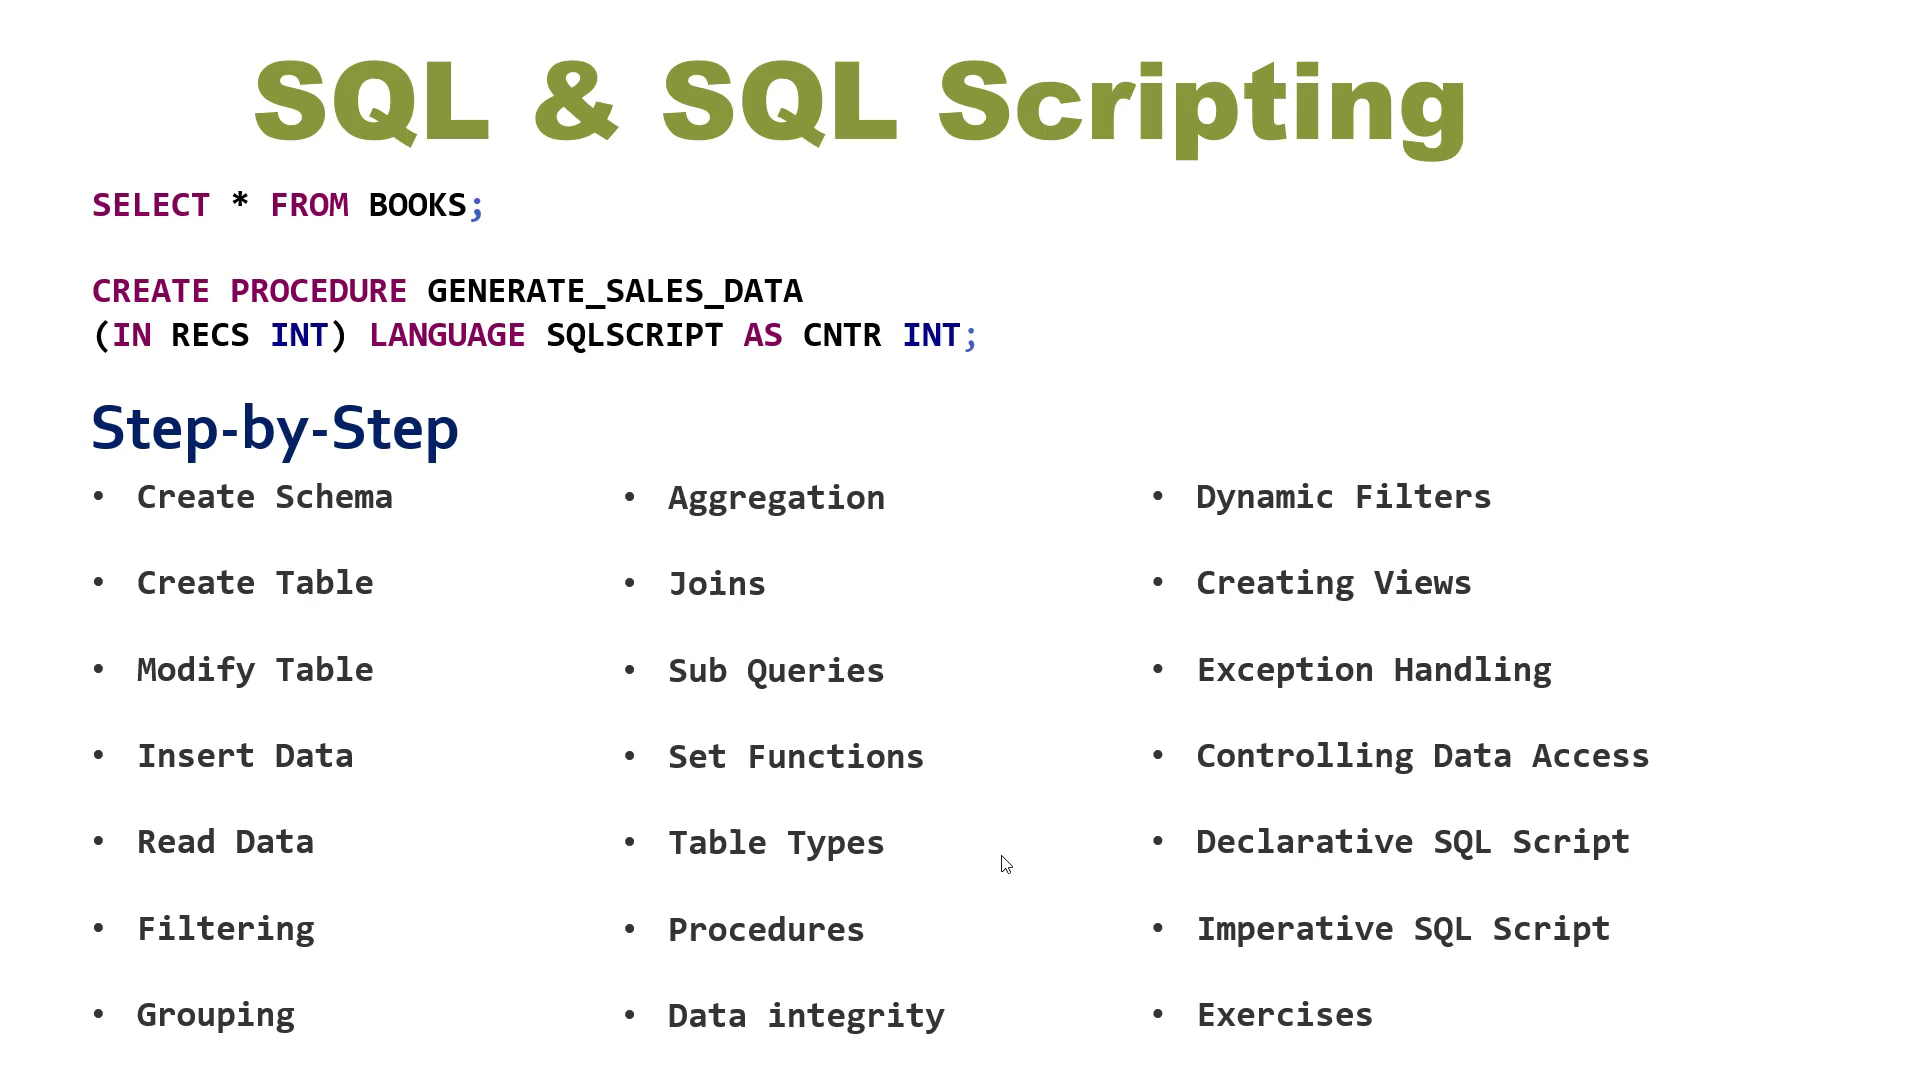 SQL & SQL Scripting
SELECT * FROM BOOKS;
CREATE PROCEDURE GENERATE_SALES_DATA
(IN RECS INT) LANGUAGE SQLSCRIPT AS CNTR INT;
Step-by-Step
• Create Schema
• Create Table
• Modify Table
• Insert Data
• Read Data
• Filtering
• Grouping
• Aggregation
• Joins
• Sub Queries
• Set Functions
• Table Types
• Procedures
• Data integrity
• Dynamic Filters
• Creating Views
• Exception Handling
• Controlling Data Access
• Declarative SQL Script
• Imperative SQL Script
• Exercises